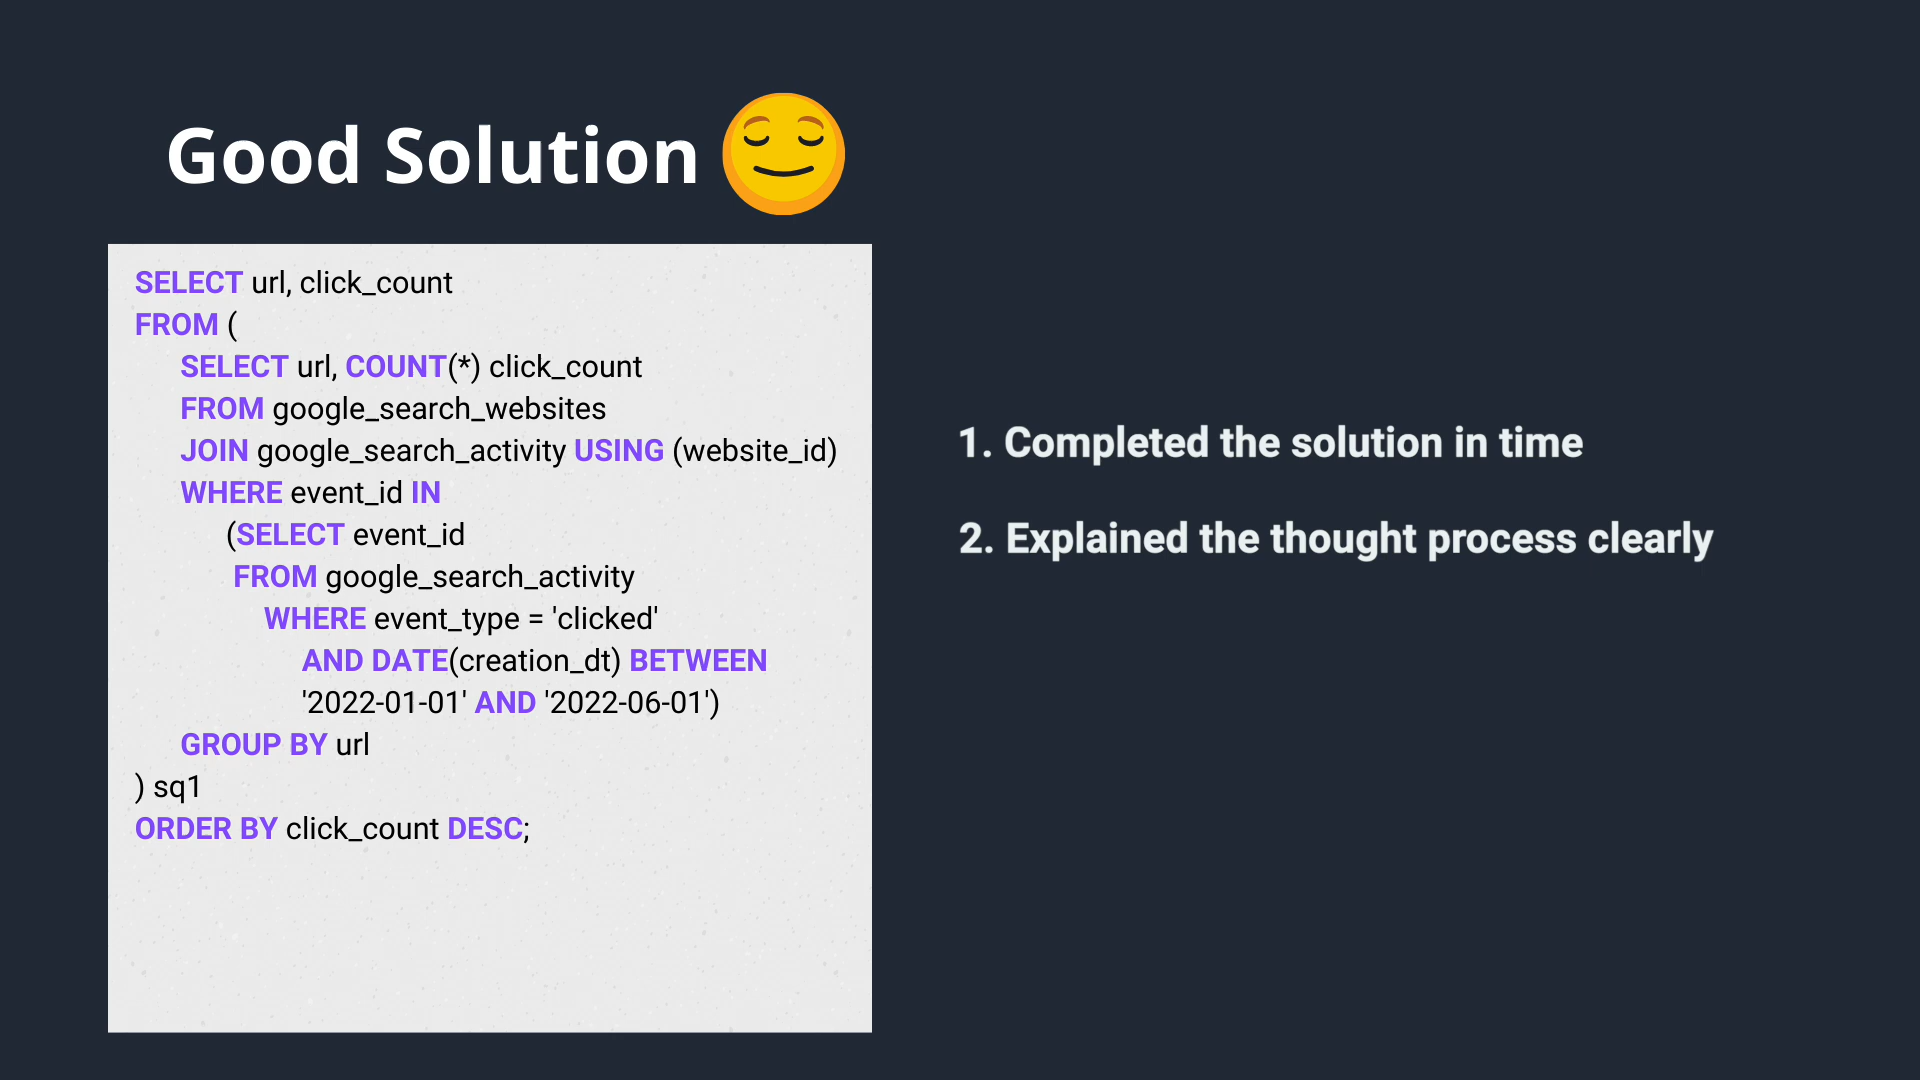 Good Solution
SELECT url, click_count
FROM (
SELECT url, COUNT(*) click_count
FROM google_search_websites
JOIN google_search_activity USING (website_id)
WHERE event_id IN
(SELECT event_id
FROM google_search_activity
WHERE event_type = 'clicked'
AND DATE(creation_dt) BETWEEN
'2022-01-01' AND '2022-06-01')
GROUP BY url
) sq1
ORDER BY click_count DESC;
1. Completed the solution in time
2. Explained the thought process clearly